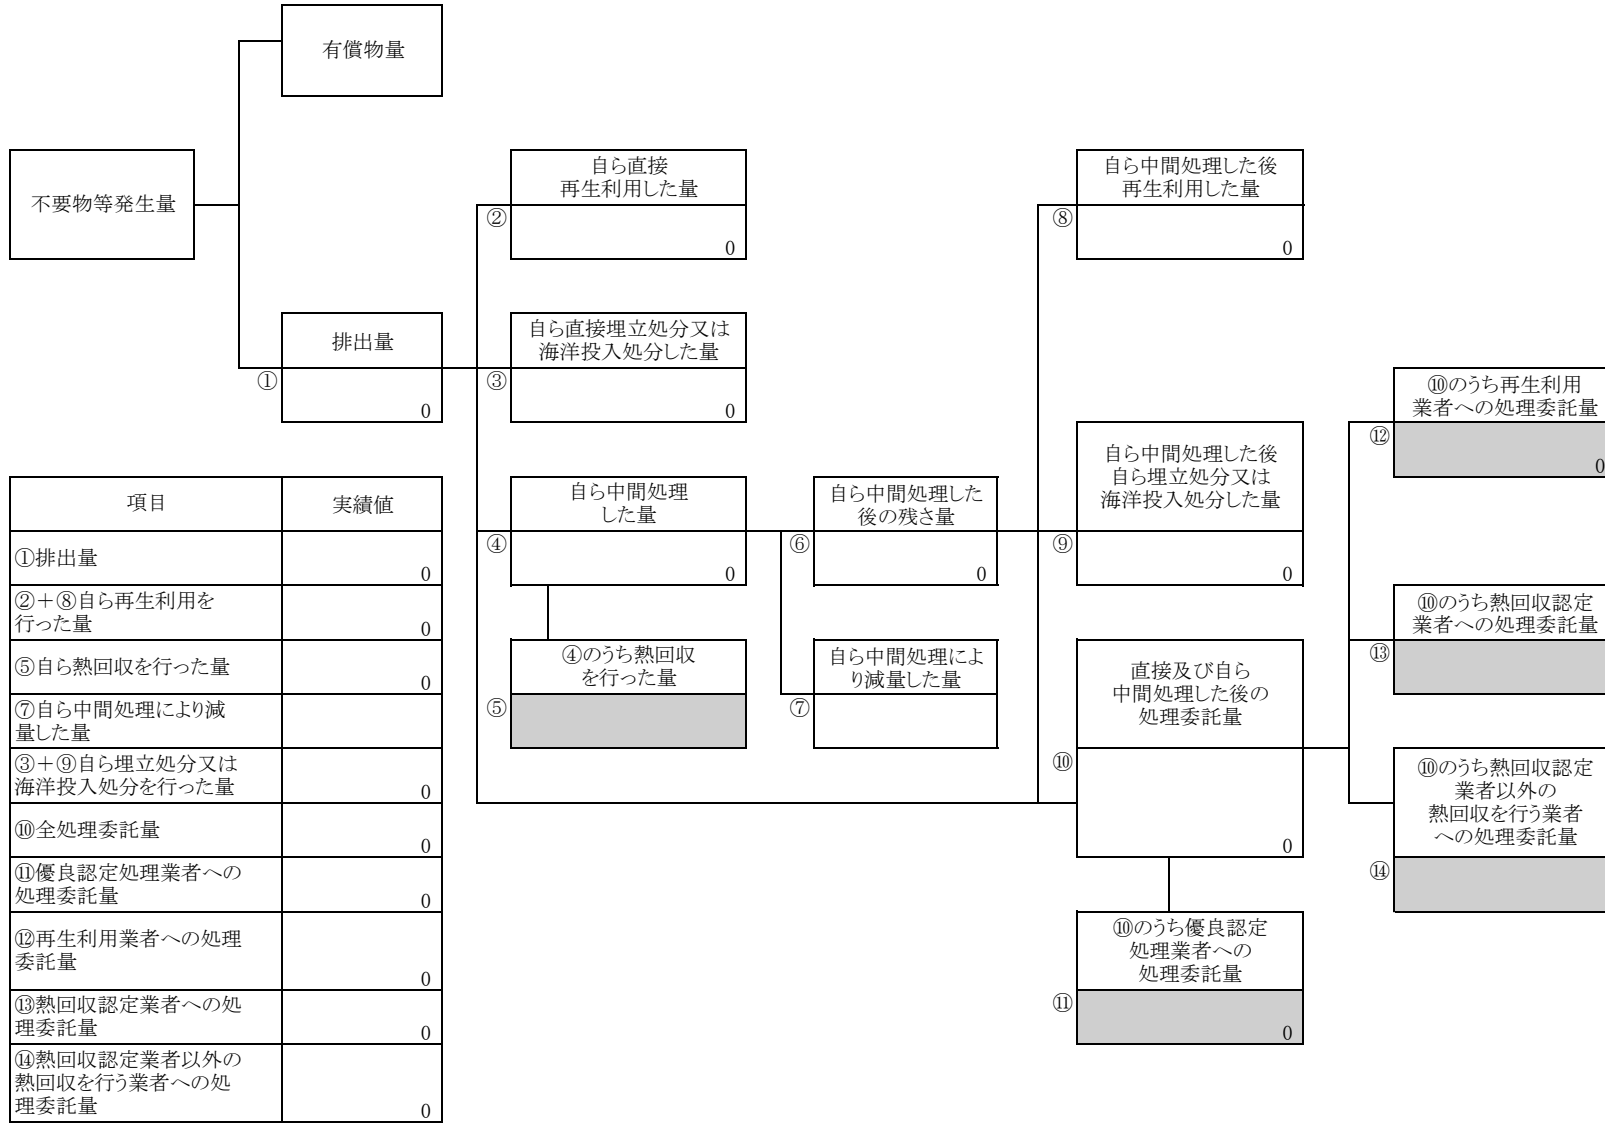 有償物量
不要物等発生量
自ら直接
再生利用した量
②
0
自ら中間処理した後
再生利用した量
⑧
0
排出量
①
0
自ら直接埋立処分又は
海洋投入処分した量
③
0
⑩のうち再生利用
業者への処理委託量
⑫
0
自ら中間処理した後
自ら埋立処分又は
海洋投入処分した量
⑨
0
自ら中間処理
した量
④
0
自ら中間処理した
後の残さ量
⑥
0
⑩のうち熱回収認定
業者への処理委託量
⑬
④のうち熱回収
を行った量
⑤
自ら中間処理によ
り減量した量
⑦
直接及び自ら
中間処理した後の
処理委託量
⑩
0
⑩のうち熱回収認定
業者以外の
熱回収を行う業者
への処理委託量
⑭
⑩のうち優良認定
処理業者への
処理委託量
⑪
0
項目 実績値
①排出量
0
②＋⑧自ら再生利用を
行った量
0
⑤自ら熱回収を行った量
0
⑦自ら中間処理により減
量した量
③＋⑨自ら埋立処分又は
海洋投入処分を行った量
0
⑩全処理委託量
0
⑪優良認定処理業者への
処理委託量
0
⑫再生利用業者への処理
委託量
0
⑬熱回収認定業者への処
理委託量
0
⑭熱回収認定業者以外の
熱回収を行う業者への処
理委託量
0